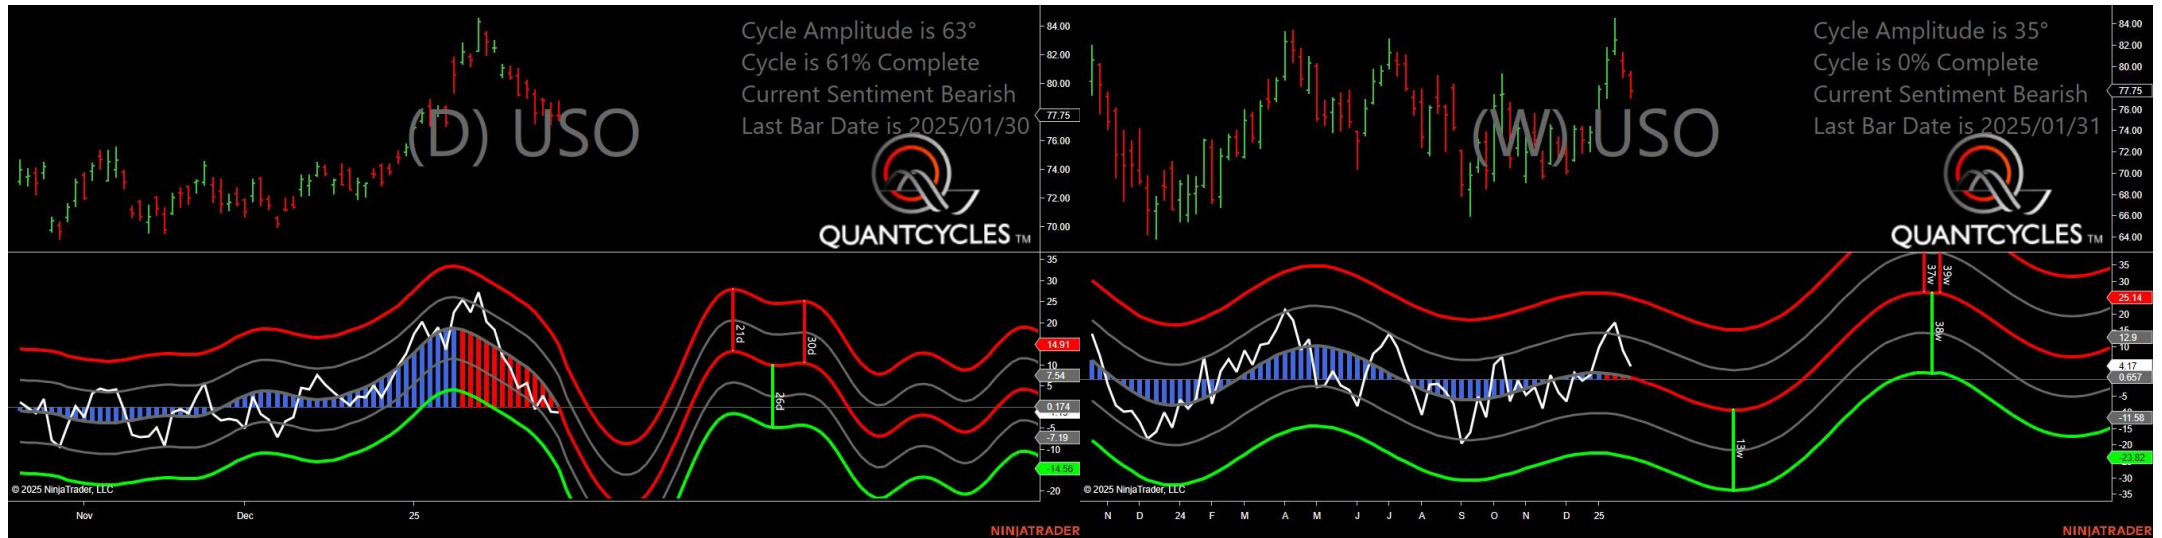 Cycle Amplitude is 63°
Cycle is 61% Complete
Current Sentiment Bearish
Last Bar Date is 2025/01/30
(D) USO
QUANTCYCLES TM
84.00
82.00
80.00
77.75
76.00
74.00
72.00
70.00
35
30
25
20
14.91
10
7.54
5
0.174
-5
-7.19
-10
-14.56
-20
21d
30d
26d
© 2025 NinjaTrader, LLC
Nov
Dec
25
NINJATRADER
Cycle Amplitude is 35°
Cycle is 0% Complete
Current Sentiment Bearish
Last Bar Date is 2025/01/31
(W) USO
QUANTCYCLES TM
84.00
82.00
80.00
77.75
76.00
74.00
72.00
70.00
68.00
66.00
64.00
35
30
25.14
20
15
12.9
10
4.17
0.657
-5
-11.58
-15
-20
-23.82
-30
-35
37w
39w
38w
13w
© 2025 NinjaTrader, LLC
N D 24 F M A M J J A S O N D 25
NINJATRADER